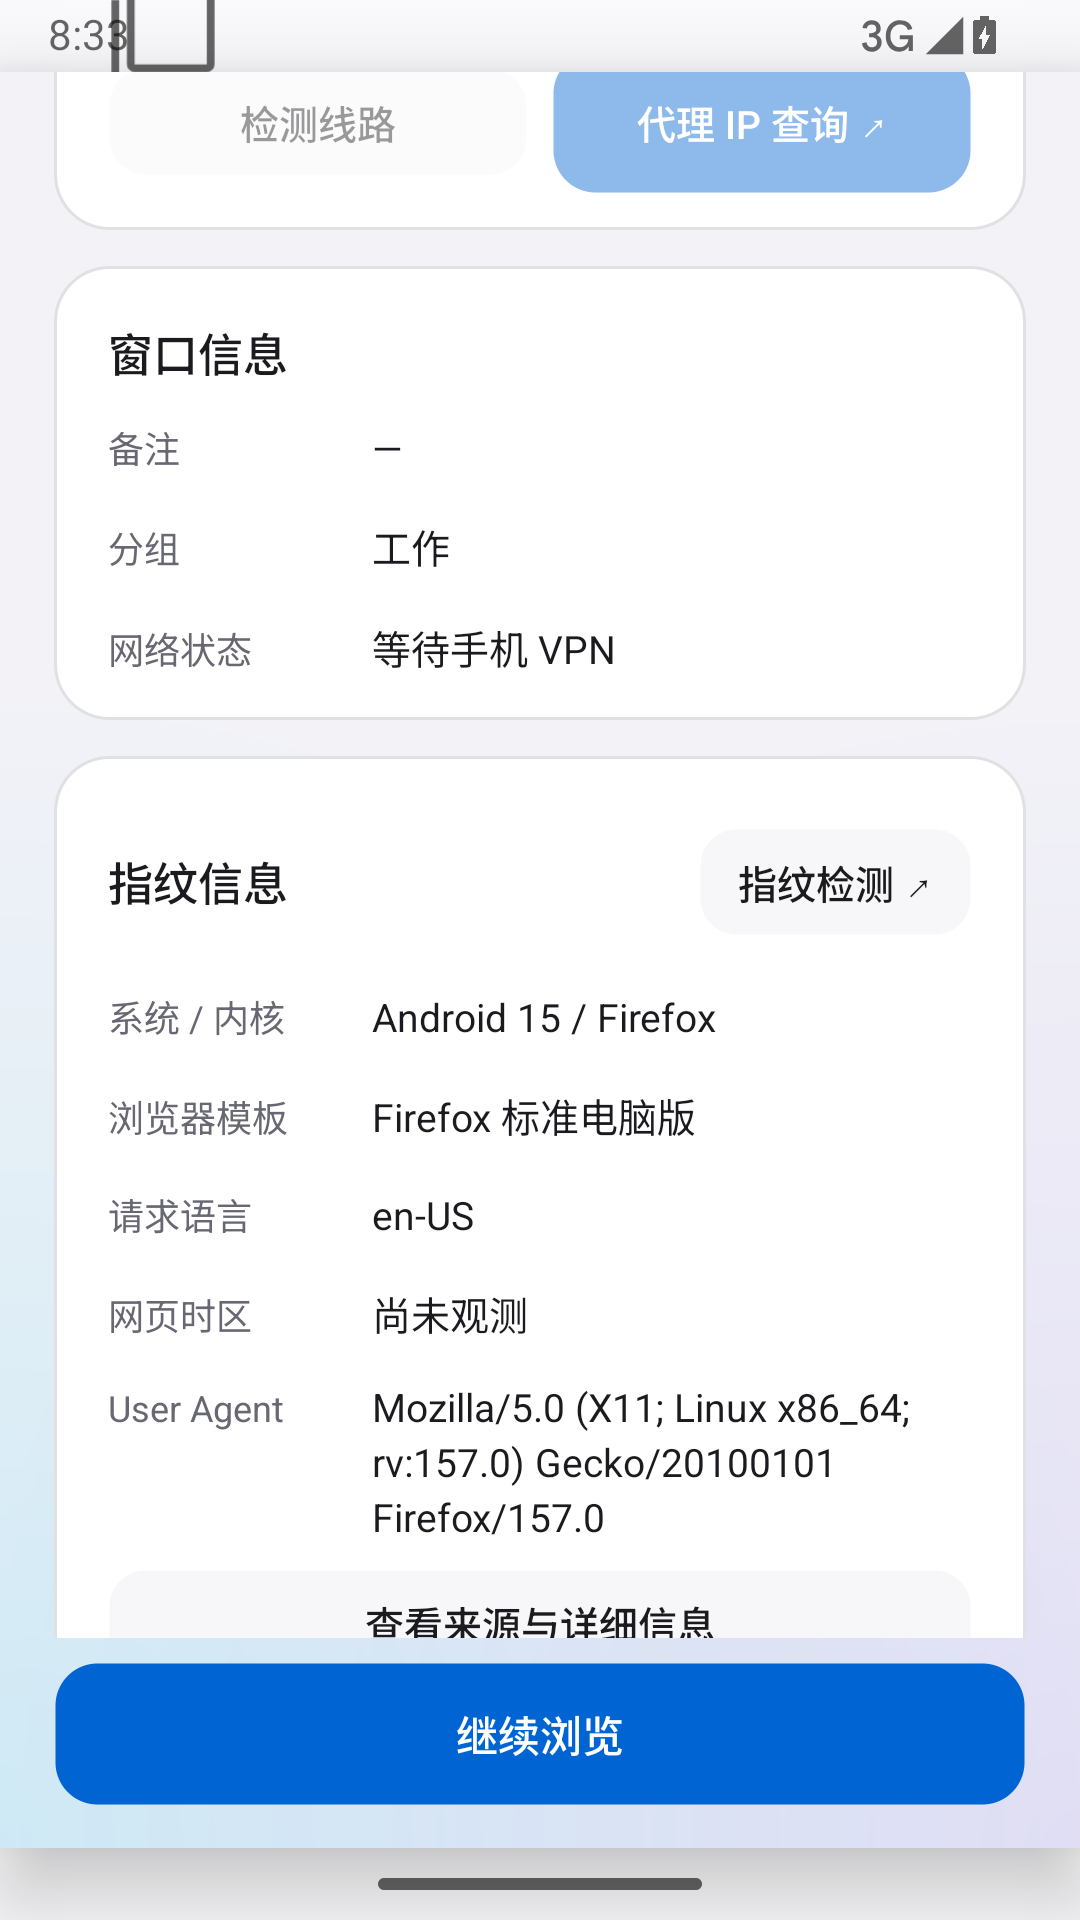 8:33
3G
检测线路
代理 IP 查询 ↗
窗口信息
备注
—
分组
工作
网络状态
等待手机 VPN
指纹信息
指纹检测 ↗
系统 / 内核
Android 15 / Firefox
浏览器模板
Firefox 标准电脑版
请求语言
en-US
网页时区
尚未观测
User Agent
Mozilla/5.0 (X11; Linux x86_64;
rv:157.0) Gecko/20100101
Firefox/157.0
查看来源与详细信息
继续浏览